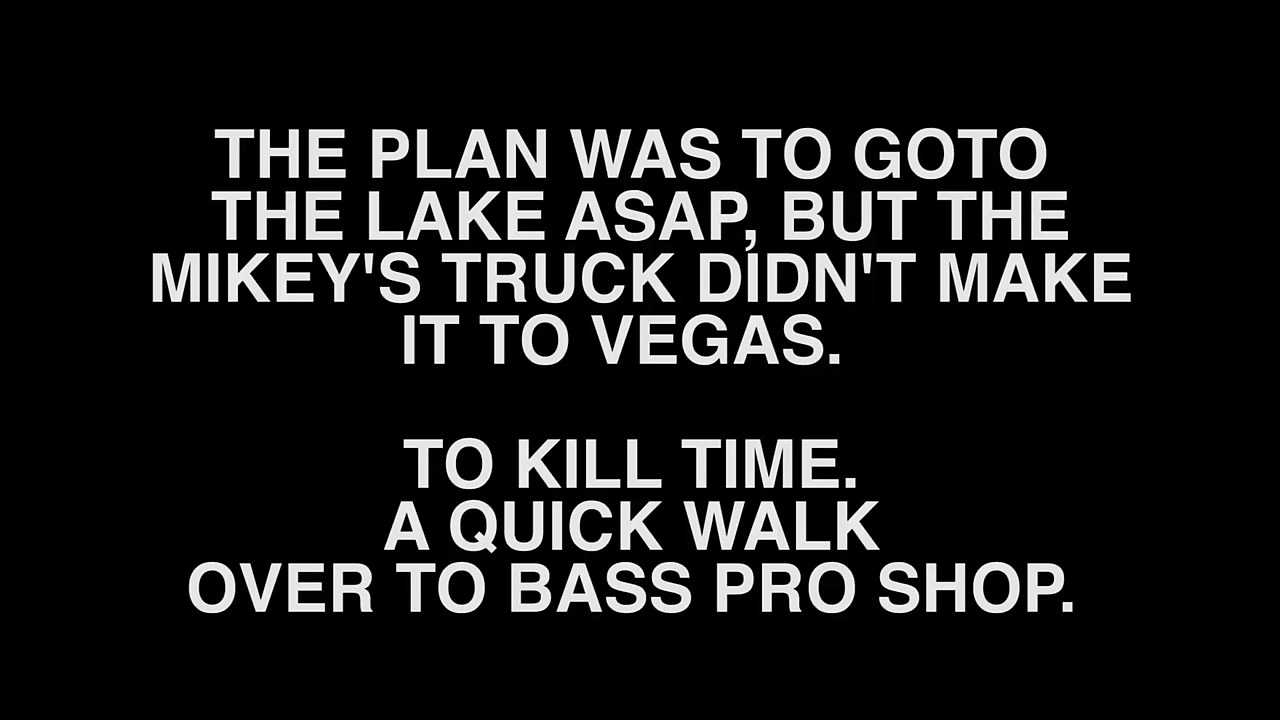 THE PLAN WAS TO GOTO
THE LAKE ASAP, BUT THE
MIKEY'S TRUCK DIDN'T MAKE
IT TO VEGAS.
TO KILL TIME.
A QUICK WALK
OVER TO BASS PRO SHOP.